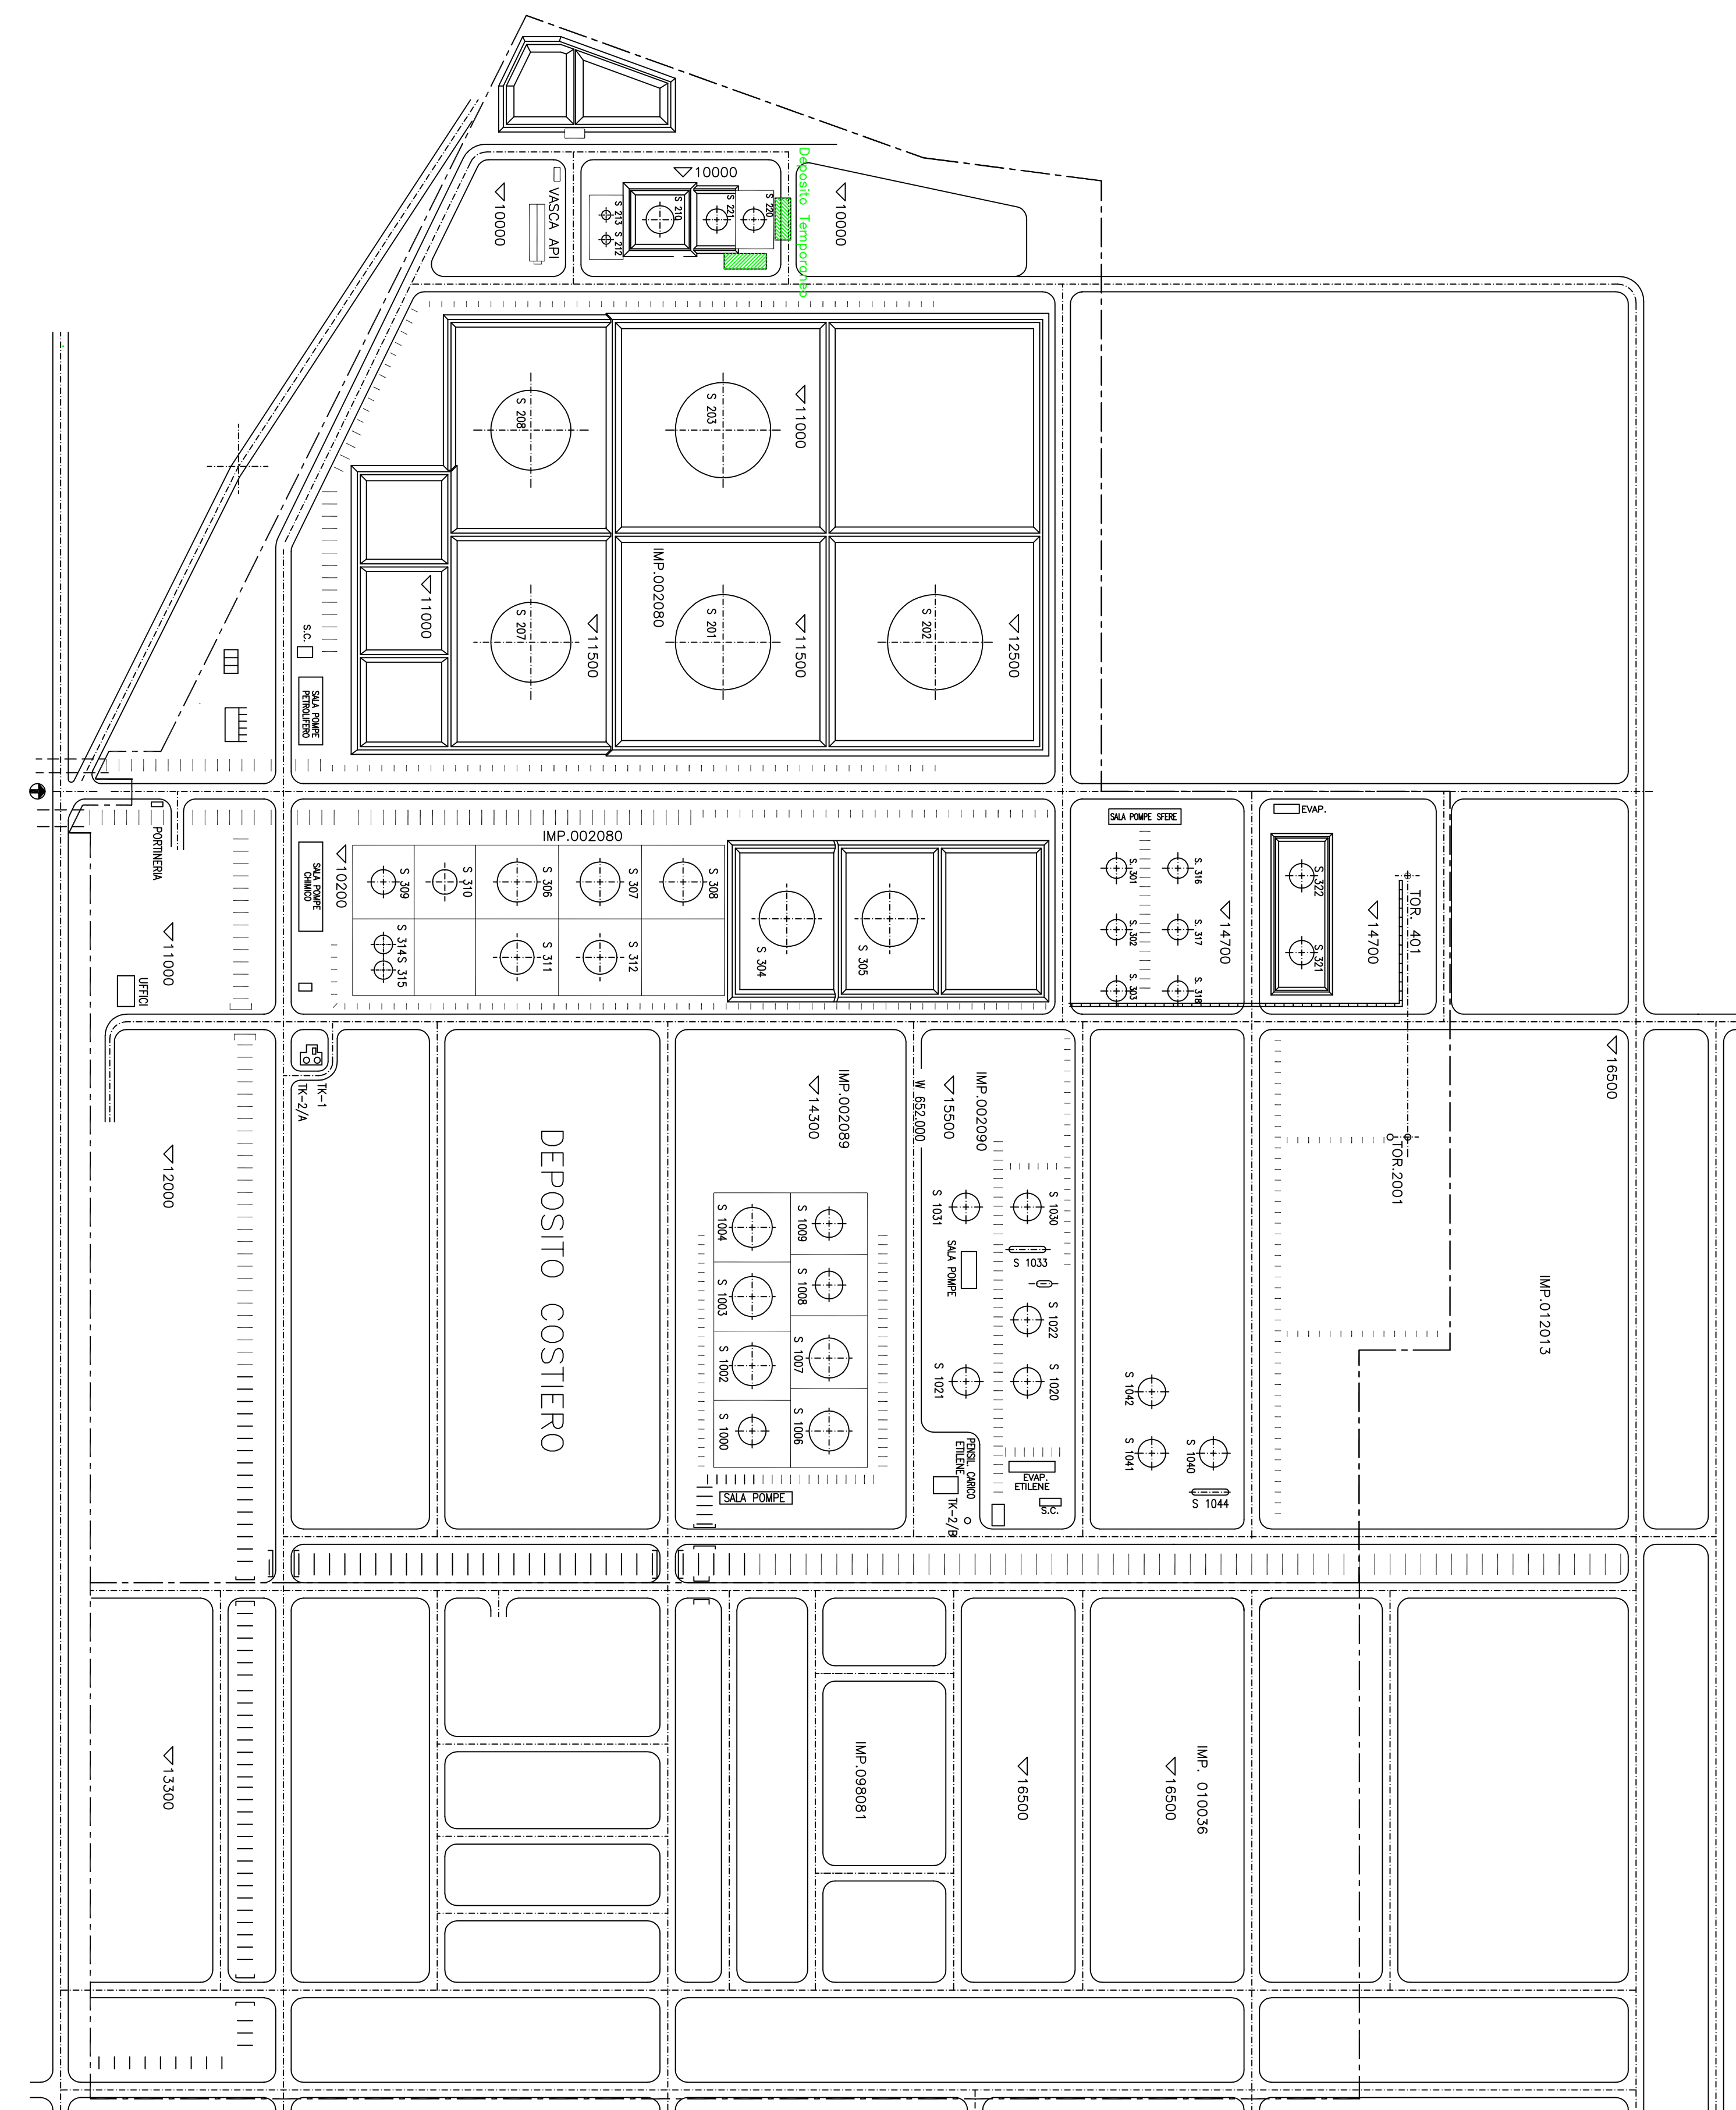 Deposito Temporaneo
10000
10000
10000
VASCA API
S 213
S 212
S 210
S 221
S 220
S 208
S 203
11000
IMP.002080
S 207
11500
S 201
11500
S 202
12500
11000
S.C.
SALA POMPE
PETROLIFERO
PORTINERIA
11000
UFFICI
SALA POMPE
CHIMICO
10200
IMP.002080
S 309
S 310
S 306
S 307
S 308
S 314
S 315
S 311
S 312
S 304
S 305
SALA POMPE SFERE
S.301
S.316
S.302
S.317
S.303
S.318
14700
EVAP.
S.322
S.321
14700
TOR. 401
TK-1
TK-2/A
12000
DEPOSITO COSTIERO
14300
IMP.002089
W 652.000
15500
IMP.002090
16500
TOR.2001
IMP.012013
S 1004
S 1009
S 1003
S 1008
S 1002
S 1007
S 1000
S 1006
SALA POMPE
S 1031
S 1030
SALA POMPE
S 1033
S 1022
S 1021
S 1020
PENSIL. CARICO
ETILENE
EVAP.
ETILENE
TK-2/B
S.C.
S 1042
S 1041
S 1040
S 1044
13300
IMP.098081
16500
16500
IMP. 010036